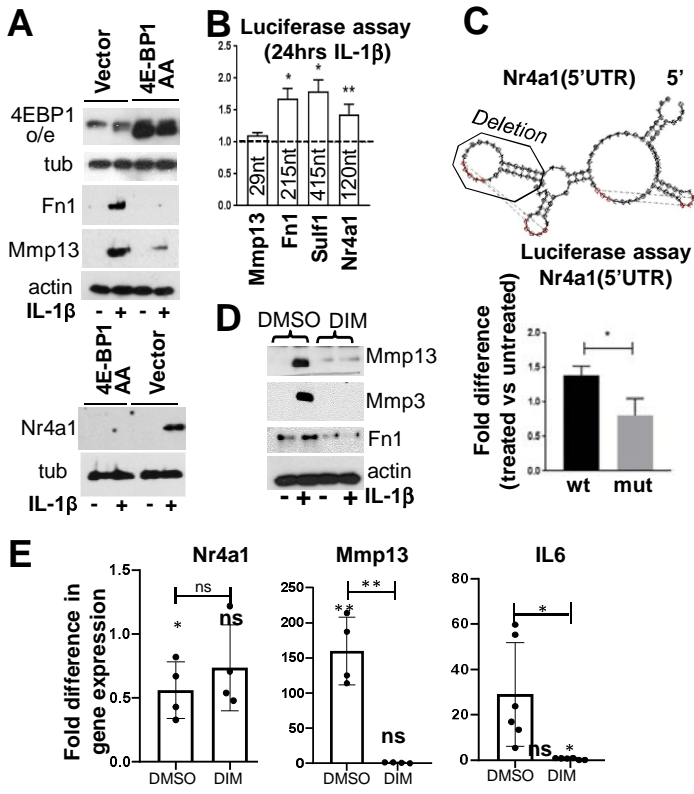 A
Vector
4E-BP1
AA
4EBP1
o/e
tub
Fn1
Mmp13
actin
IL-1β - + - +
4E-BP1
AA
Vector
Nr4a1
tub
IL-1β - + - +
B
Luciferase assay
(24hrs IL-1β)
2.5
2.0
1.5
1.0
0.5
0.0
*
*
**
29nt
215nt
415nt
120nt
Mmp13
Fn1
Sulf1
Nr4a1
C
Nr4a1(5'UTR) 5'
Deletion
Luciferase assay
Nr4a1(5'UTR)
Fold difference
(treated vs untreated)
2.0
1.5
1.0
0.5
0.0
*
wt mut
D
DMSO DIM
Mmp13
Mmp3
Fn1
actin
- + - + IL-1β
E
Fold difference in
gene expression
Nr4a1
1.5
1.0
0.5
0.0
ns
*
ns
DMSO DIM
Mmp13
250
200
150
100
50
0
**
**
ns
DMSO DIM
IL6
80
60
40
20
0
*
ns
*
DMSO DIM